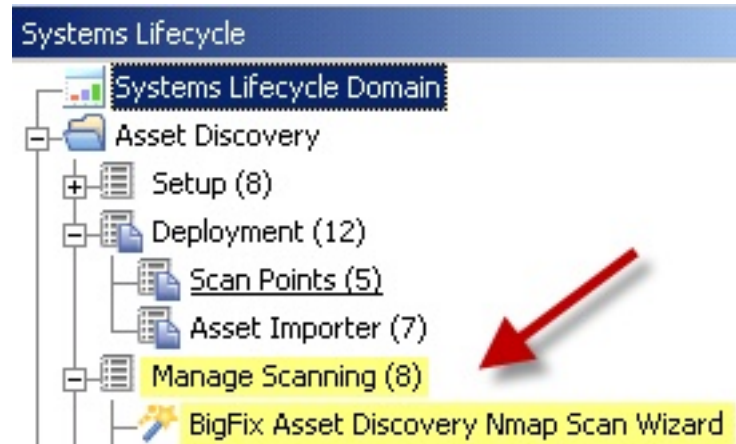 Systems Lifecycle
Systems Lifecycle Domain
Asset Discovery
Setup (8)
Deployment (12)
Scan Points (5)
Asset Importer (7)
Manage Scanning (8)
BigFix Asset Discovery Nmap Scan Wizard